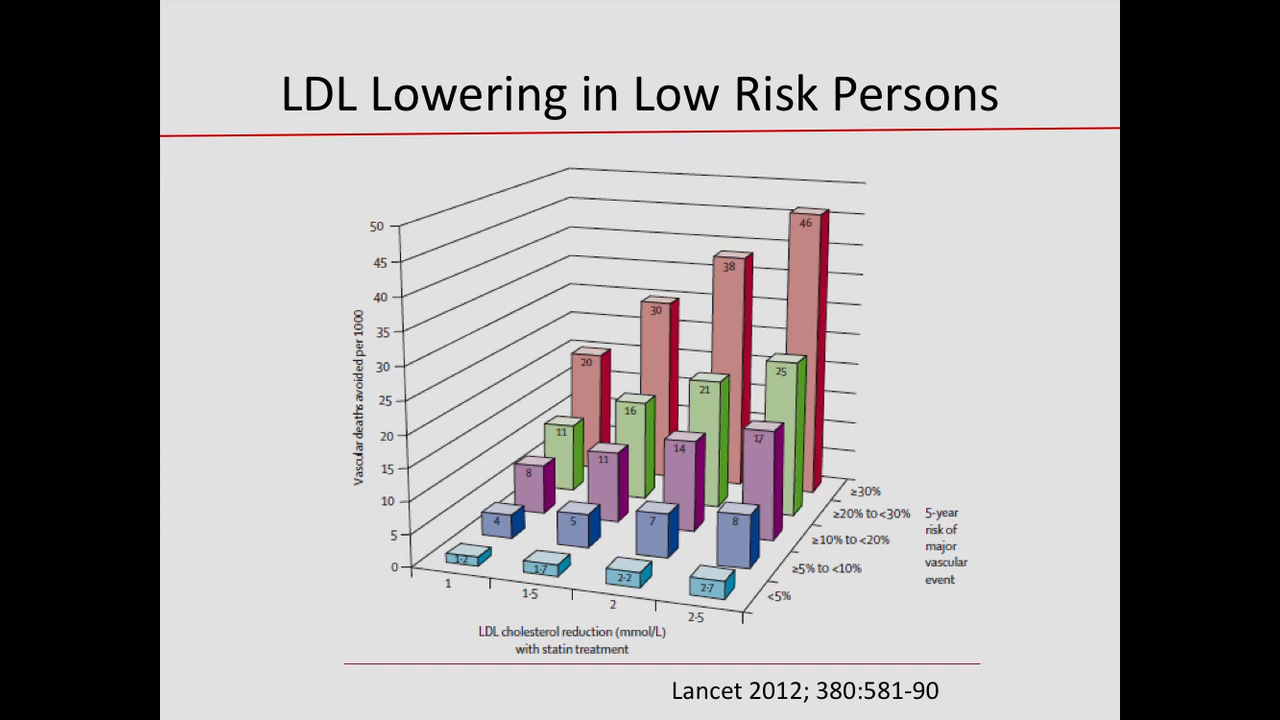 LDL Lowering in Low Risk Persons
50
45
40
35
30
25
20
15
10
5
0
Vascular deaths avoided per 1000
46
38
30
20
25
21
16
11
17
14
11
8
8
7
5
4
1·2
1·7
2·2
2·7
1
1·5
2
2·5
≥30%
≥20% to <30%
≥10% to <20%
≥5% to <10%
<5%
5-year
risk of
major
vascular
event
LDL cholesterol reduction (mmol/L)
with statin treatment
Lancet 2012; 380:581-90